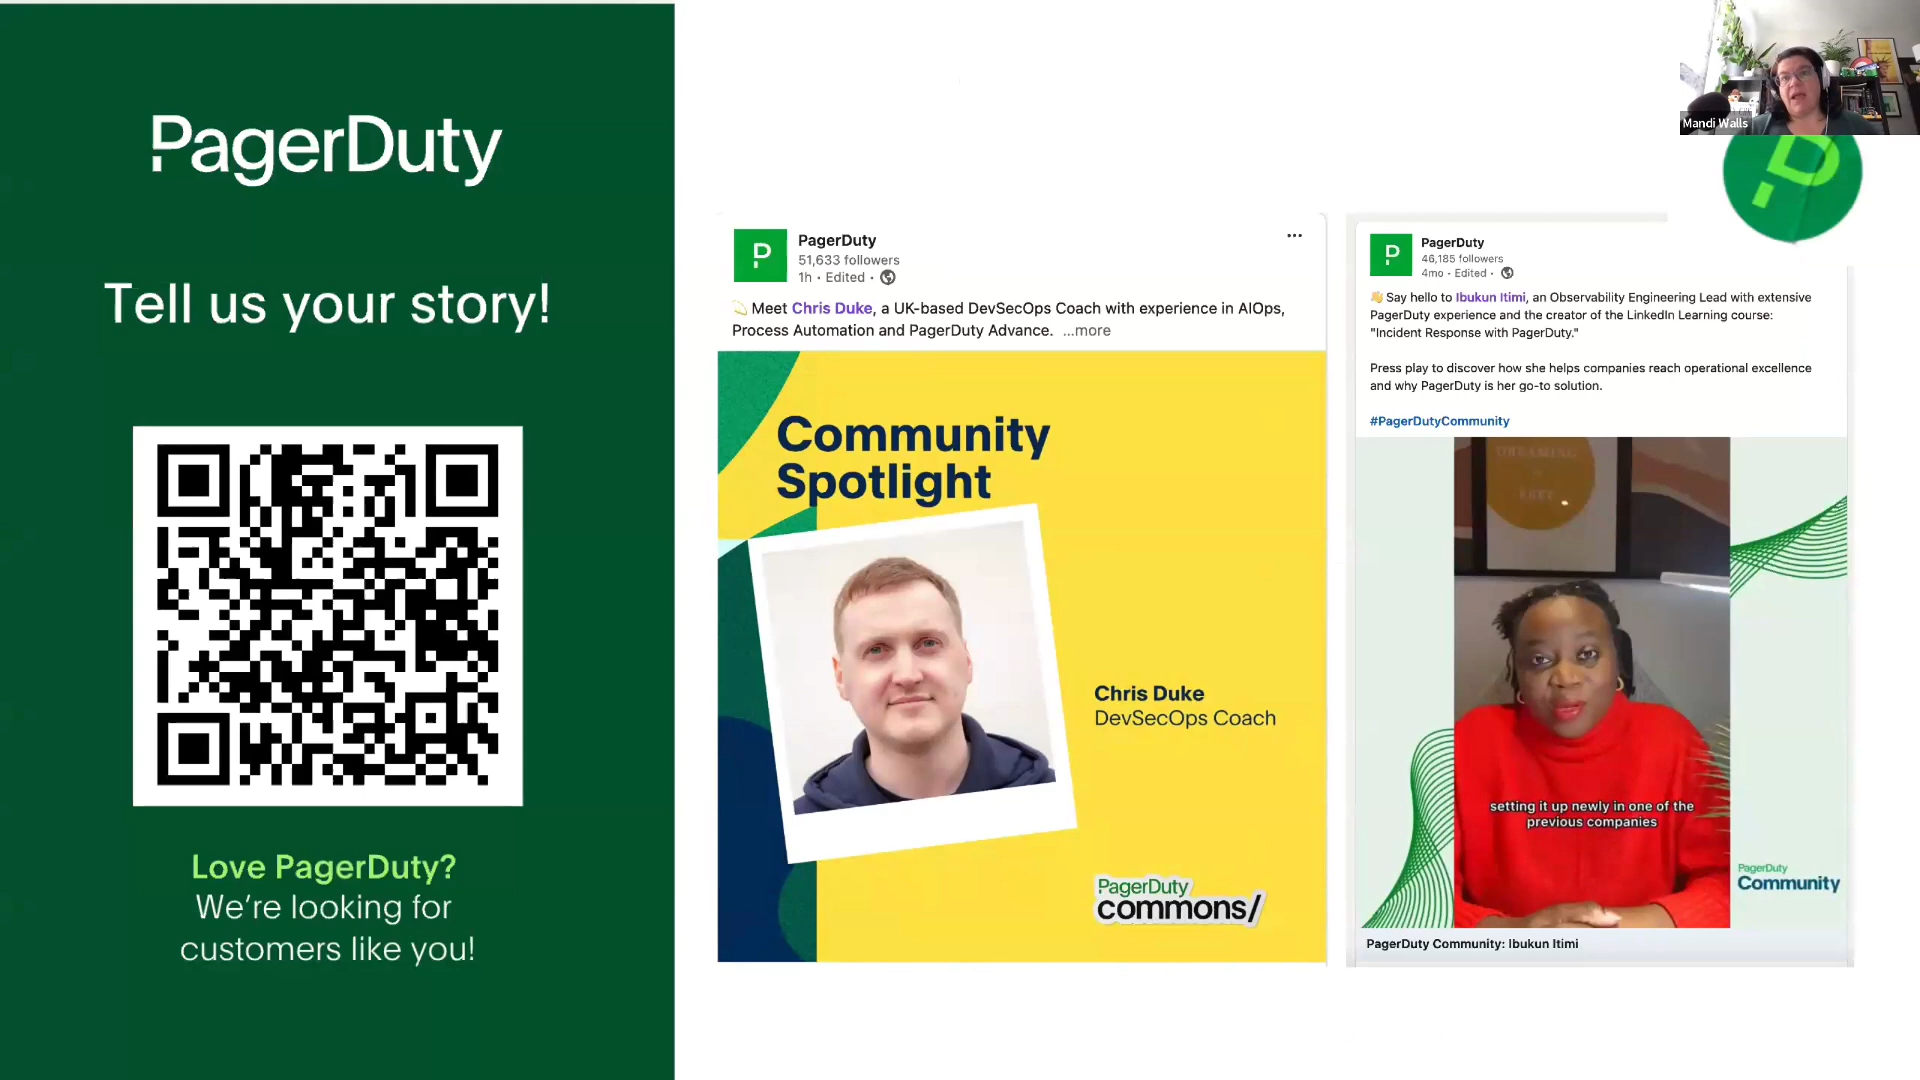 PagerDuty
Tell us your story!
Love PagerDuty?
We're looking for
customers like you!
PagerDuty
51,633 followers
1h • Edited •
Meet Chris Duke, a UK-based DevSecOps Coach with experience in AIOps,
Process Automation and PagerDuty Advance. ...more
Community
Spotlight
Chris Duke
DevSecOps Coach
PagerDuty
commons/
Mandi Walls
PagerDuty
46,185 followers
4mo • Edited •
Say hello to Ibukun Itimi, an Observability Engineering Lead with extensive
PagerDuty experience and the creator of the LinkedIn Learning course:
"Incident Response with PagerDuty."
Press play to discover how she helps companies reach operational excellence
and why PagerDuty is her go-to solution.
#PagerDutyCommunity
setting it up newly in one of the
previous companies
PagerDuty
Community
PagerDuty Community: Ibukun Itimi